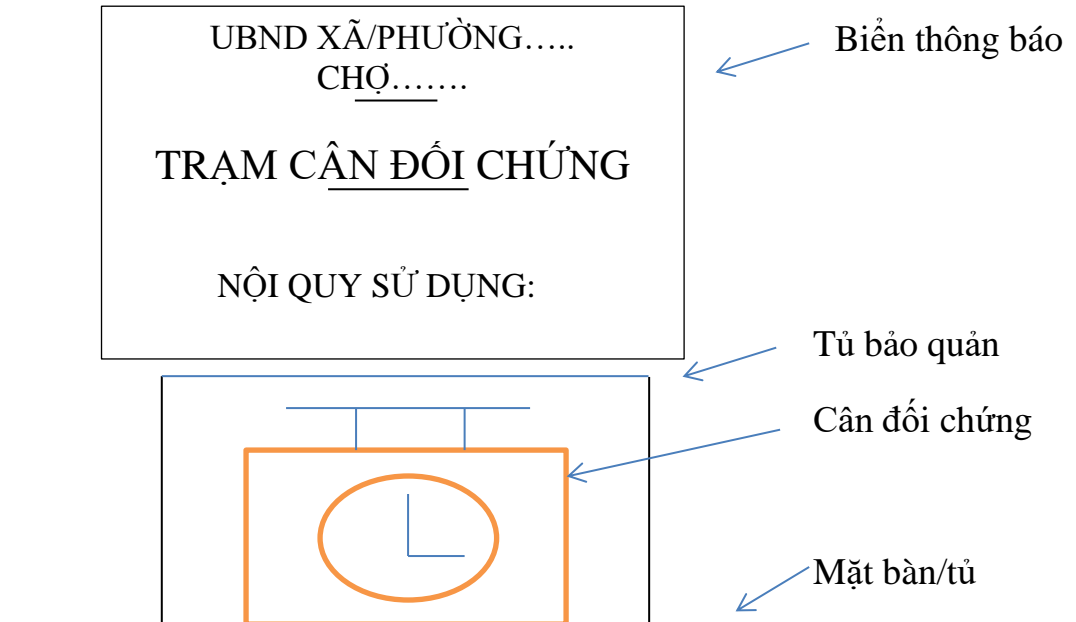 UBND XÃ/PHƯỜNG…..
CHỢ…….
TRẠM CÂN ĐỐI CHỨNG
NỘI QUY SỬ DỤNG:
Biển thông báo
Tủ bảo quản
Cân đối chứng
Mặt bàn/tủ